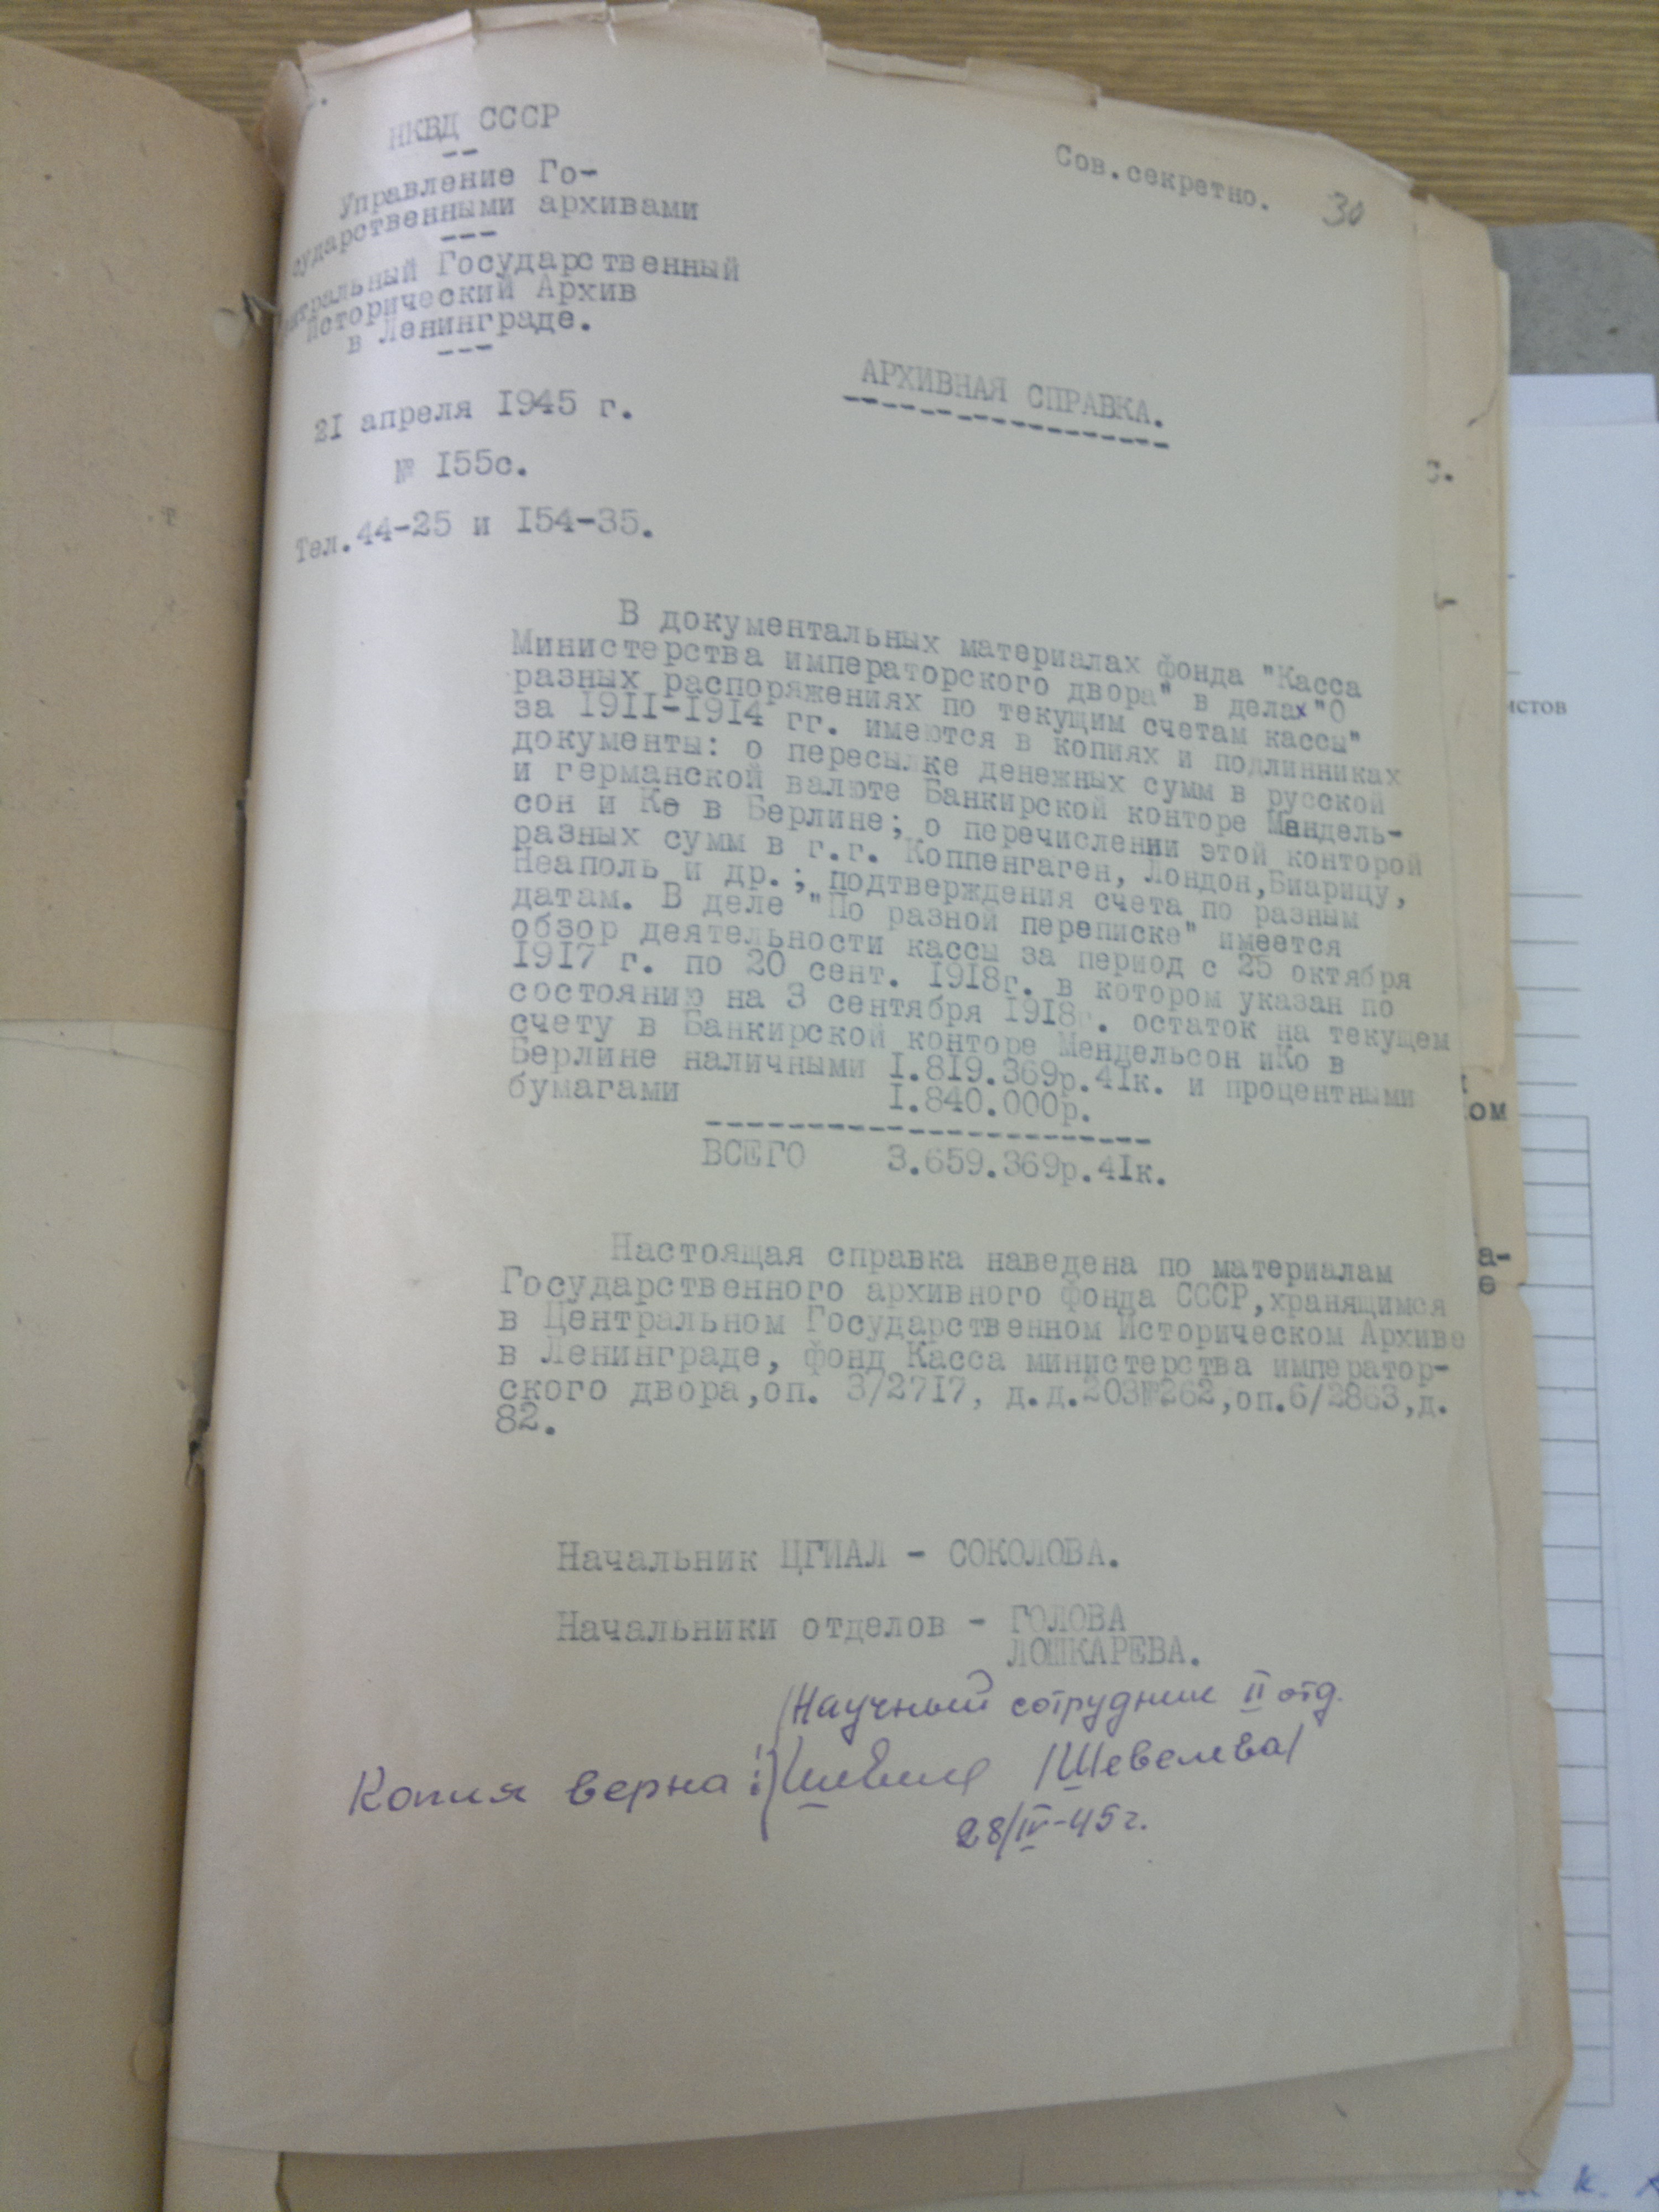 НКВД СССР
Сов.секретно. 30
Управление Го-
сударственными архивами
Центральный Государственный
Исторический Архив
в Ленинграде.
АРХИВНАЯ СПРАВКА.
21 апреля 1945 г.
№ 155с.
Тел.44-25 и 154-35.
В документальных материалах фонда "Касса
Министерства императорского двора" в делах "О
разных распоряжениях по текущим счетам кассы"
за 1911-1914 гг. имеются в копиях и подлинниках
документы: о пересылке денежных сумм в русской
и германской валюте Банкирской конторе Мендель-
сон и Ко в Берлине; о перечислении этой конторой
разных сумм в г.г. Коппенгаген, Лондон,Биарицу,
Неаполь и др.; подтверждения счета по разным
датам. В деле "По разной переписке" имеется
обзор деятельности кассы за период с 25 октября
1917 г. по 20 сент. 1918г. в котором указан по
состоянию на 3 сентября 1918г. остаток на текущем
счету в Банкирской конторе Мендельсон иКо в
Берлине наличными 1.819.369р.41к. и процентными
бумагами 1.840.000р.
ВСЕГО 3.659.369р.41к.
Настоящая справка наведена по материалам
Государственного архивного фонда СССР,хранящимся
в Центральном Государственном Историческом Архиве
в Ленинграде, фонд Касса министерства император-
ского двора,оп. 3/2717, д.д.203№262,оп.6/2863,д.
82.
Начальник ЦГИАЛ - СОКОЛОВА.
Начальники отделов - ГОЛОВА
ЛОШКАРЕВА.
/Научный сотрудник II отд.
Копия верна: /Шевелева/
28/IV-45г.
с.
ом
а-
е
истов
к.